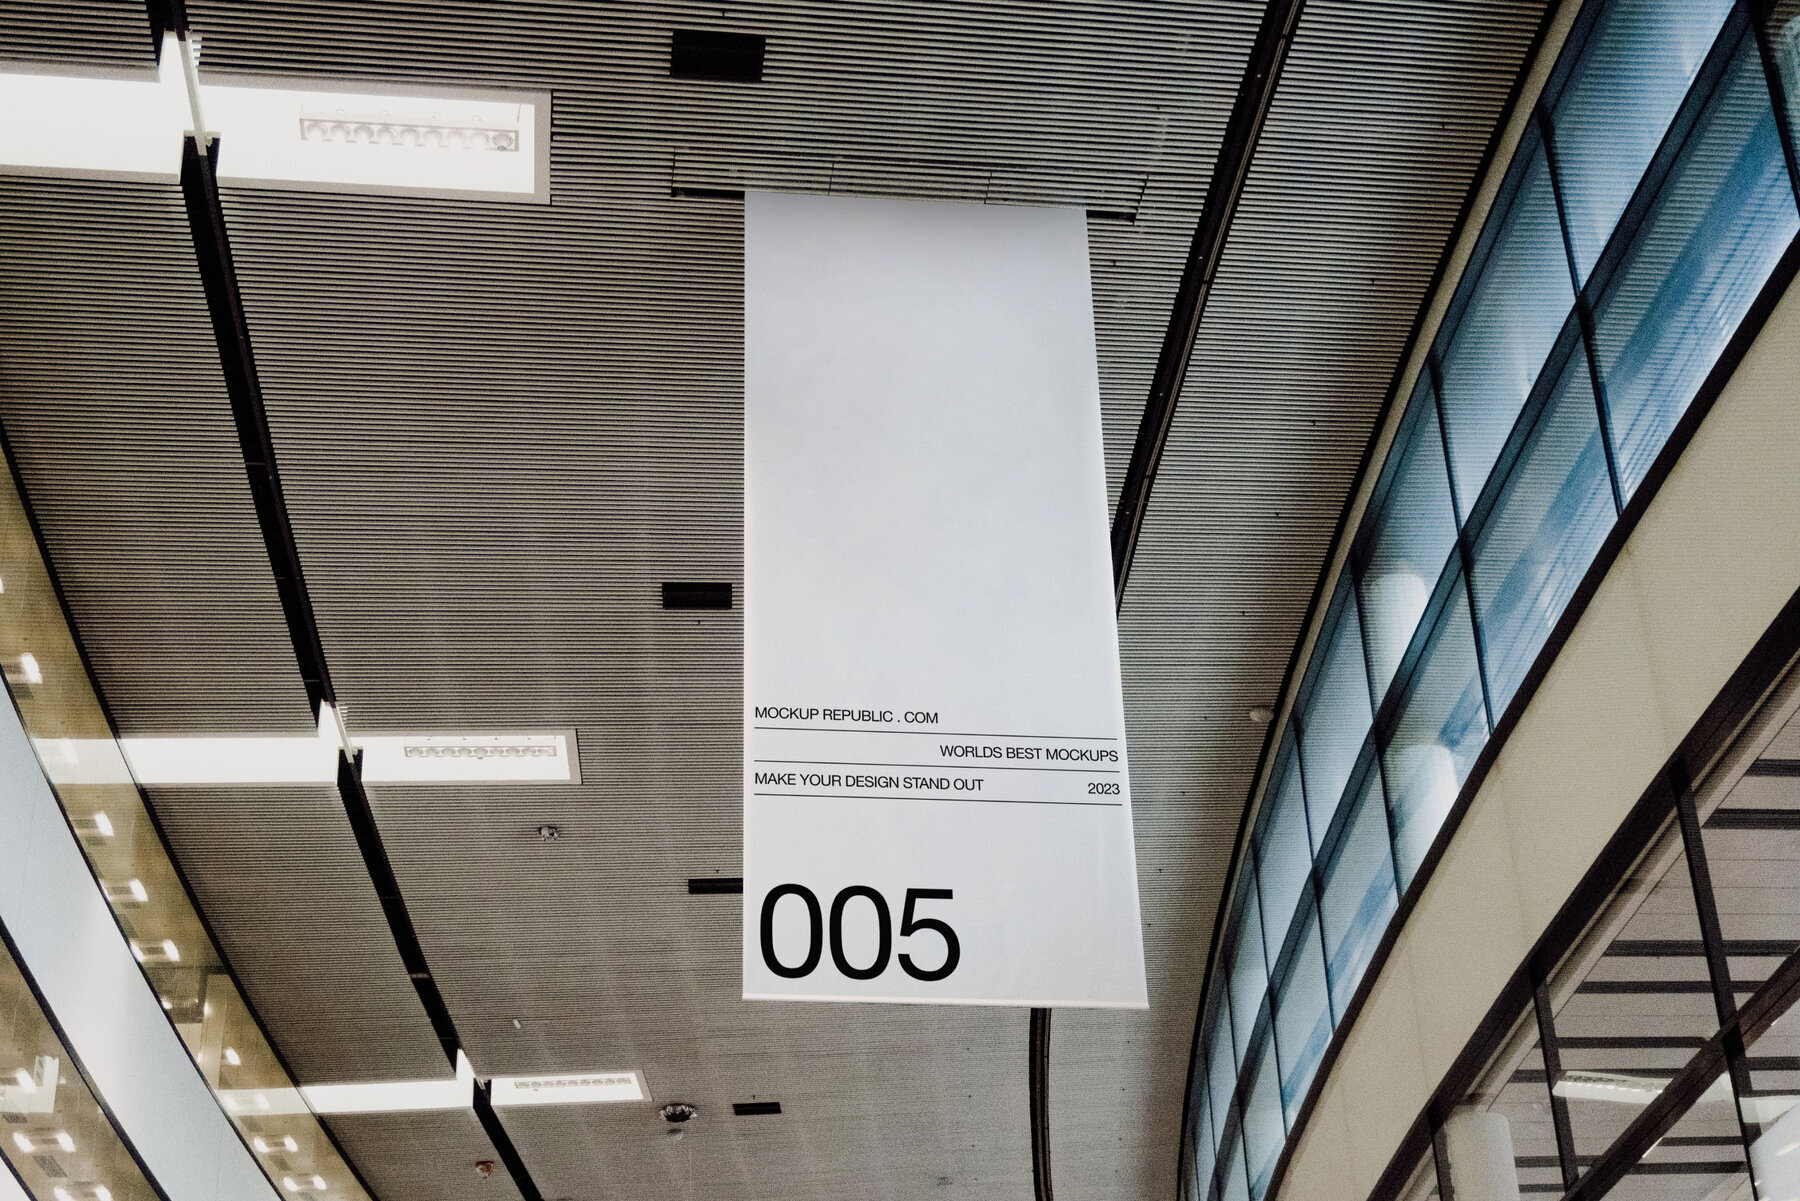 MOCKUP REPUBLIC . COM
WORLDS BEST MOCKUPS
MAKE YOUR DESIGN STAND OUT 2023
005